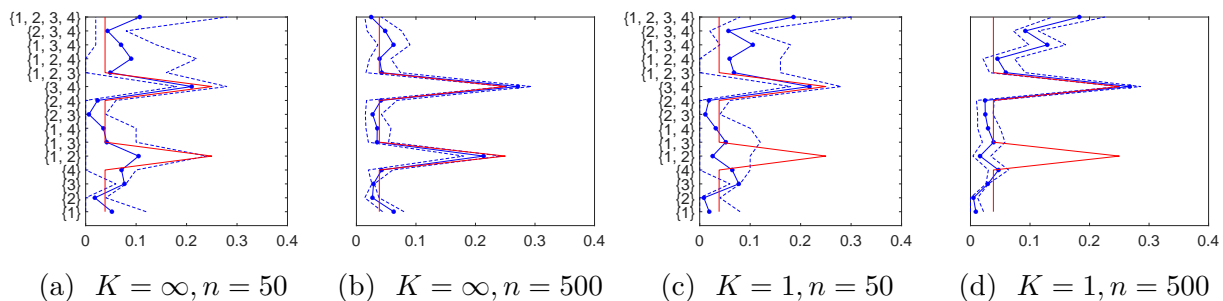 {1, 2, 3, 4}
{2, 3, 4}
{1, 3, 4}
{1, 2, 4}
{1, 2, 3}
{3, 4}
{2, 4}
{2, 3}
{1, 4}
{1, 3}
{1, 2}
{4}
{3}
{2}
{1}
0 0.1 0.2 0.3 0.4
0 0.1 0.2 0.3 0.4
{1, 2, 3, 4}
{2, 3, 4}
{1, 3, 4}
{1, 2, 4}
{1, 2, 3}
{3, 4}
{2, 4}
{2, 3}
{1, 4}
{1, 3}
{1, 2}
{4}
{3}
{2}
{1}
0 0.1 0.2 0.3 0.4
0 0.1 0.2 0.3 0.4
(a) K = ∞, n = 50
(b) K = ∞, n = 500
(c) K = 1, n = 50
(d) K = 1, n = 500